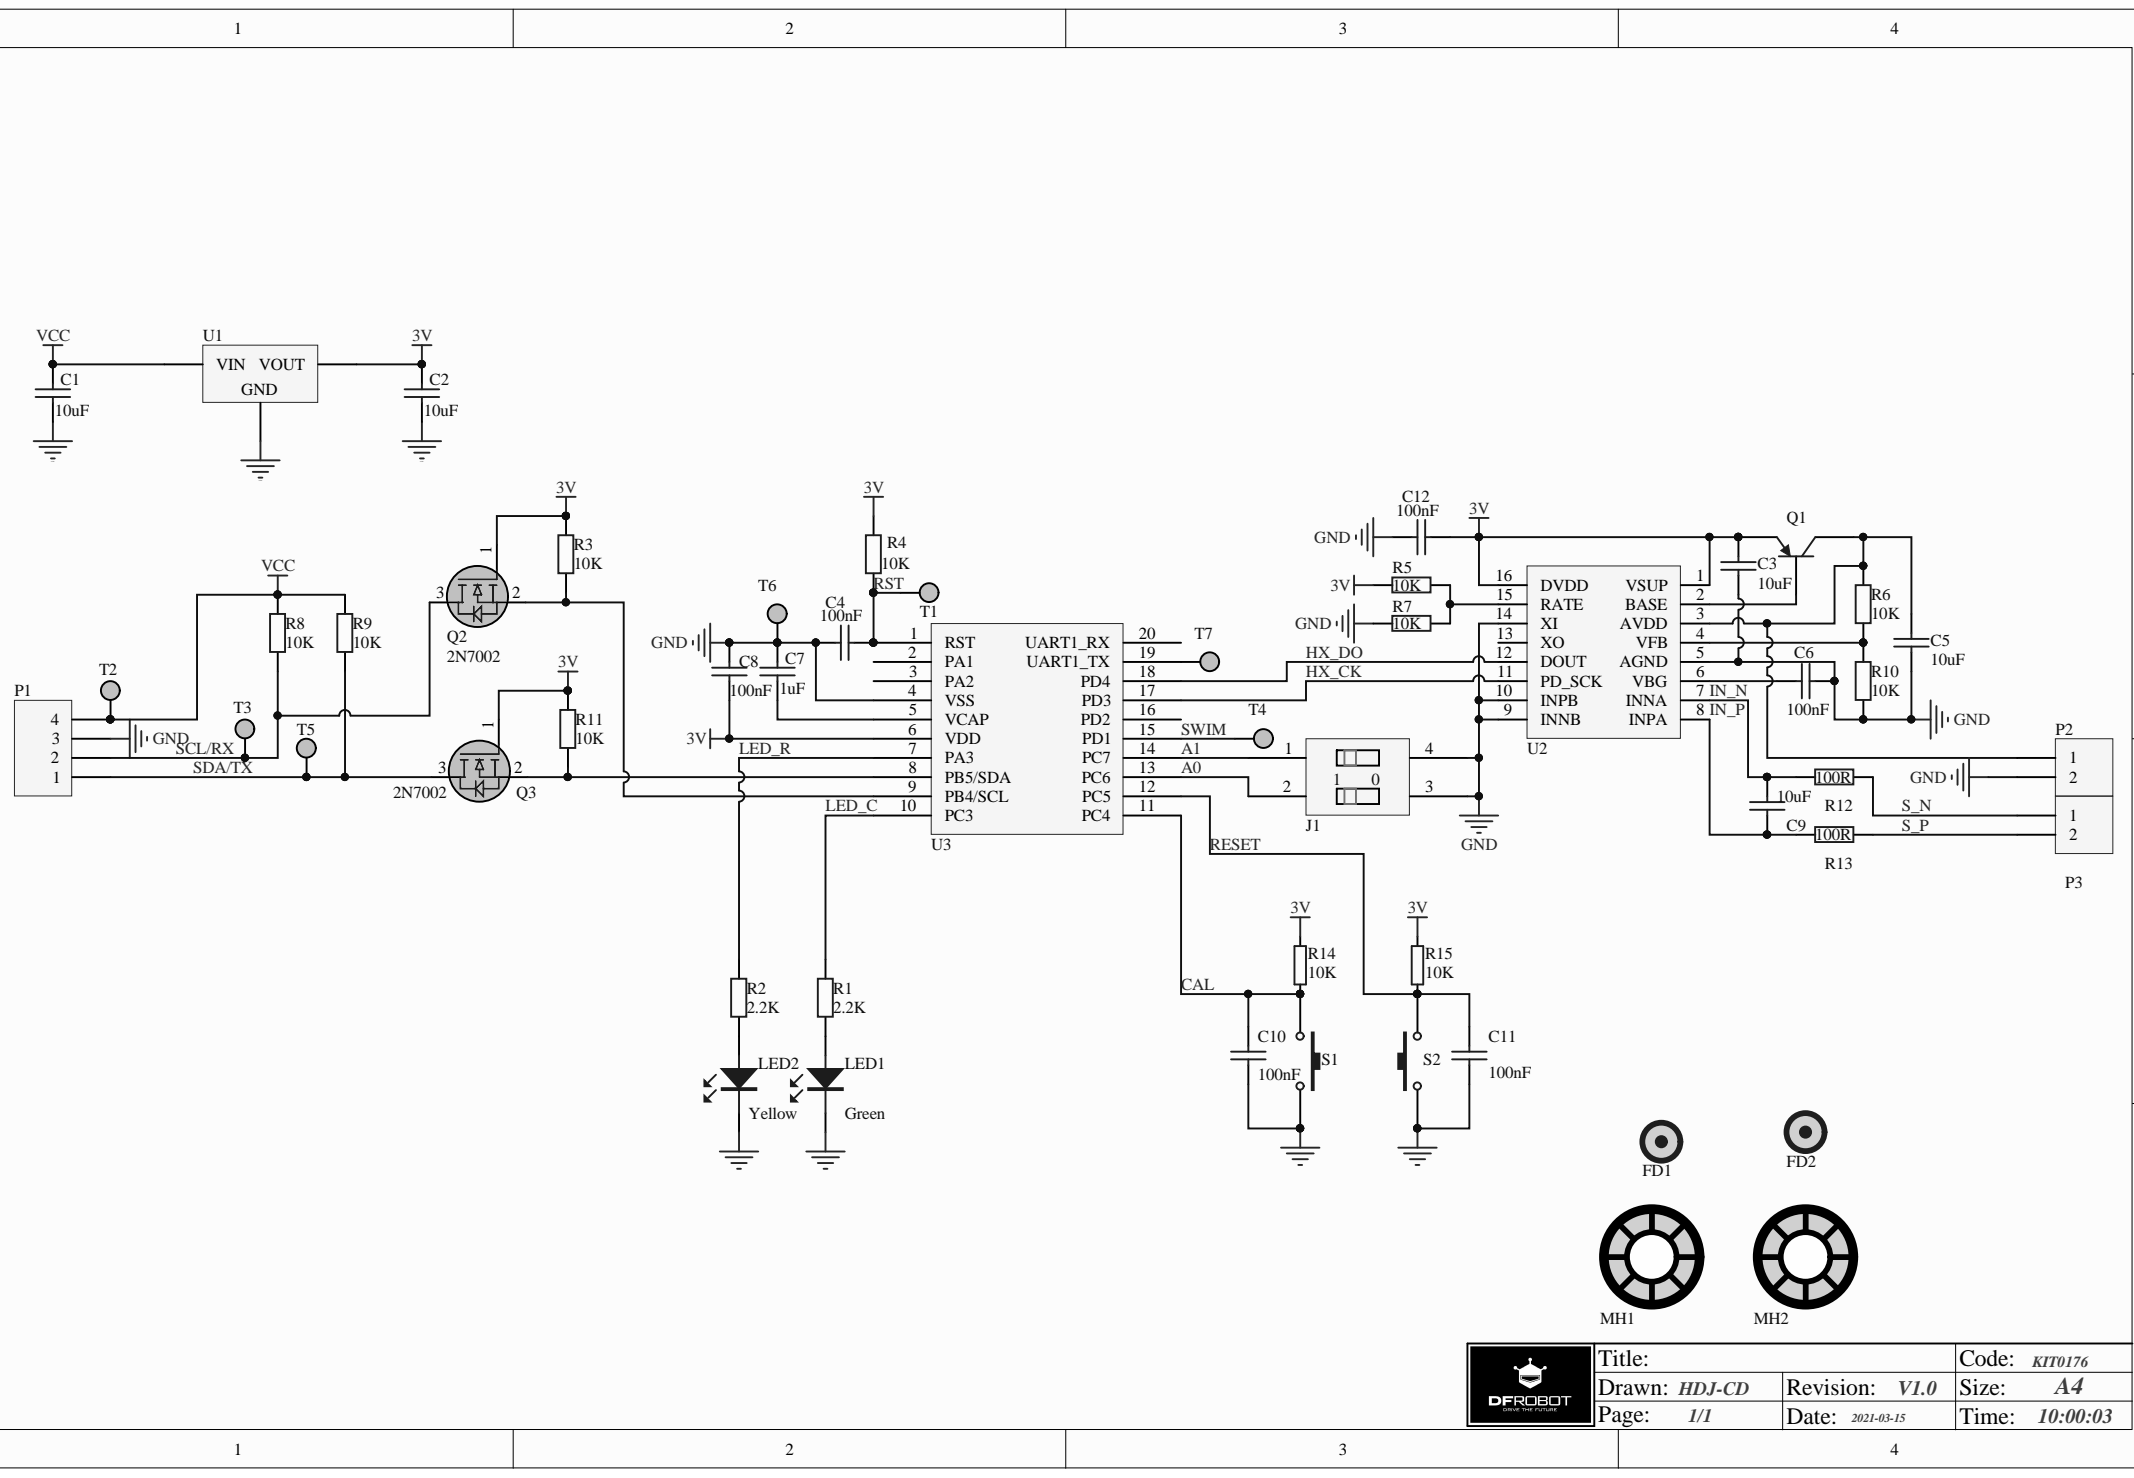 1 2 3 4
VCC U1 3V
VIN VOUT
GND
C1
10uF
C2
10uF
3V
R3
10K
1
3 2
Q2
2N7002
VCC
R8
10K
R9
10K
3V
R11
10K
1
3 2
2N7002 Q3
P1
4
3
2
1
T2
GND
T3
SCL/RX
T5
SDA/TX
3V
R4
10K
RST
T1
T6
C4
100nF
GND
C8
100nF
C7
1uF
3V
LED_R
LED_C
1 RST UART1_RX 20
2 PA1 UART1_TX 19
3 PA2 PD4 18
4 VSS PD3 17
5 VCAP PD2 16
6 VDD PD1 15
7 PA3 PC7 14
8 PB5/SDA PC6 13
9 PB4/SCL PC5 12
10 PC3 PC4 11
U3
T7
HX_DO
HX_CK
T4
SWIM
A1
A0
1 4
1 0
2 3
J1
GND
RESET
CAL
R2
2.2K
R1
2.2K
LED2
Yellow
LED1
Green
3V
R14
10K
C10
100nF
S1
3V
R15
10K
S2
C11
100nF
C12
100nF
GND
3V
3V
R5
10K
GND
R7
10K
16 DVDD VSUP 1
15 RATE BASE 2
14 XI AVDD 3
13 XO VFB 4
12 DOUT AGND 5
11 PD_SCK VBG 6
10 INPB INNA 7 IN_N
9 INNB INPA 8 IN_P
U2
Q1
C3
10uF
R6
10K
C5
10uF
C6
100nF
R10
10K
GND
P2
1
2
GND
100R
R12
10uF
C9
100R
R13
S_N
S_P
1
2
P3
FD1 FD2
MH1 MH2
DFROBOT
DRIVE THE FUTURE
Title: Code: KIT0176
Drawn: HDJ-CD Revision: V1.0 Size: A4
Page: 1/1 Date: 2021-03-15 Time: 10:00:03
1 2 3 4